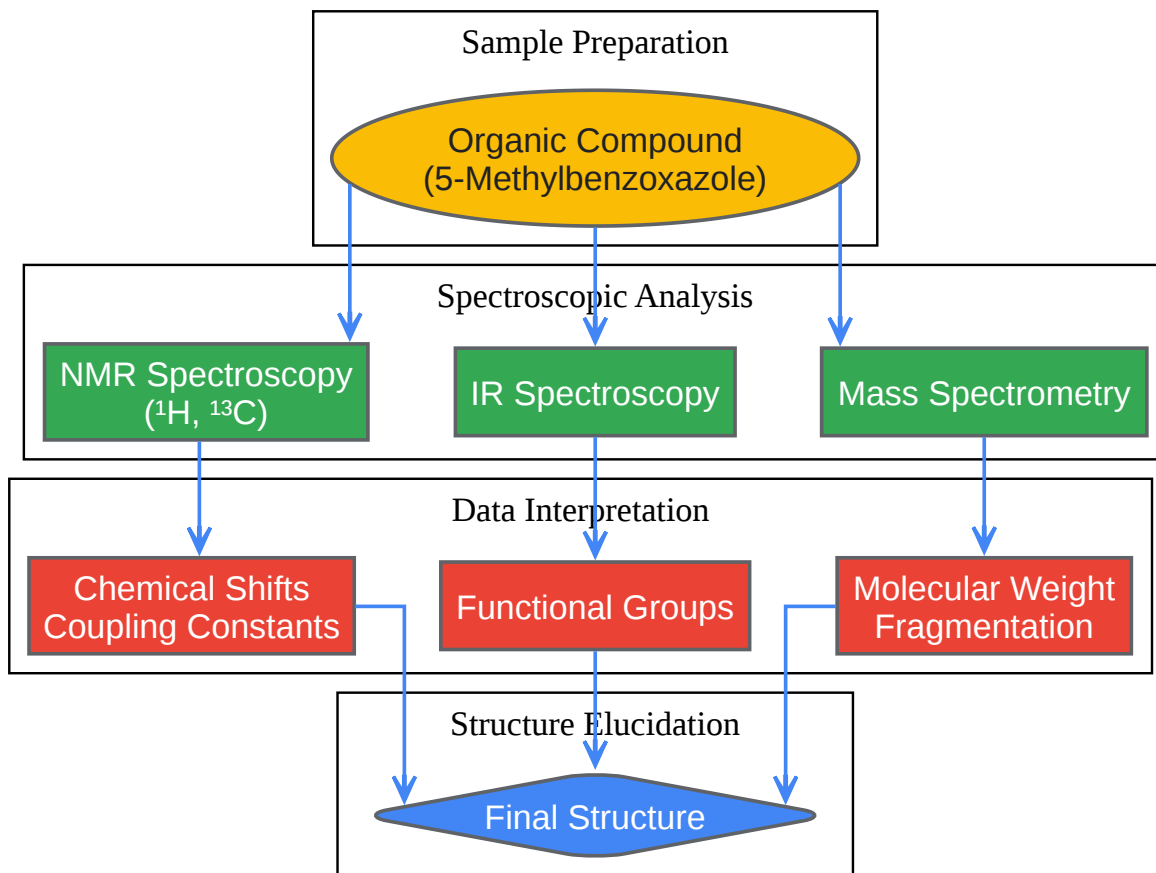 Sample Preparation
Organic Compound
(5-Methylbenzoxazole)
Spectroscopic Analysis
NMR Spectroscopy
(¹H, ¹³C)
IR Spectroscopy
Mass Spectrometry
Data Interpretation
Chemical Shifts
Coupling Constants
Functional Groups
Molecular Weight
Fragmentation
Structure Elucidation
Final Structure